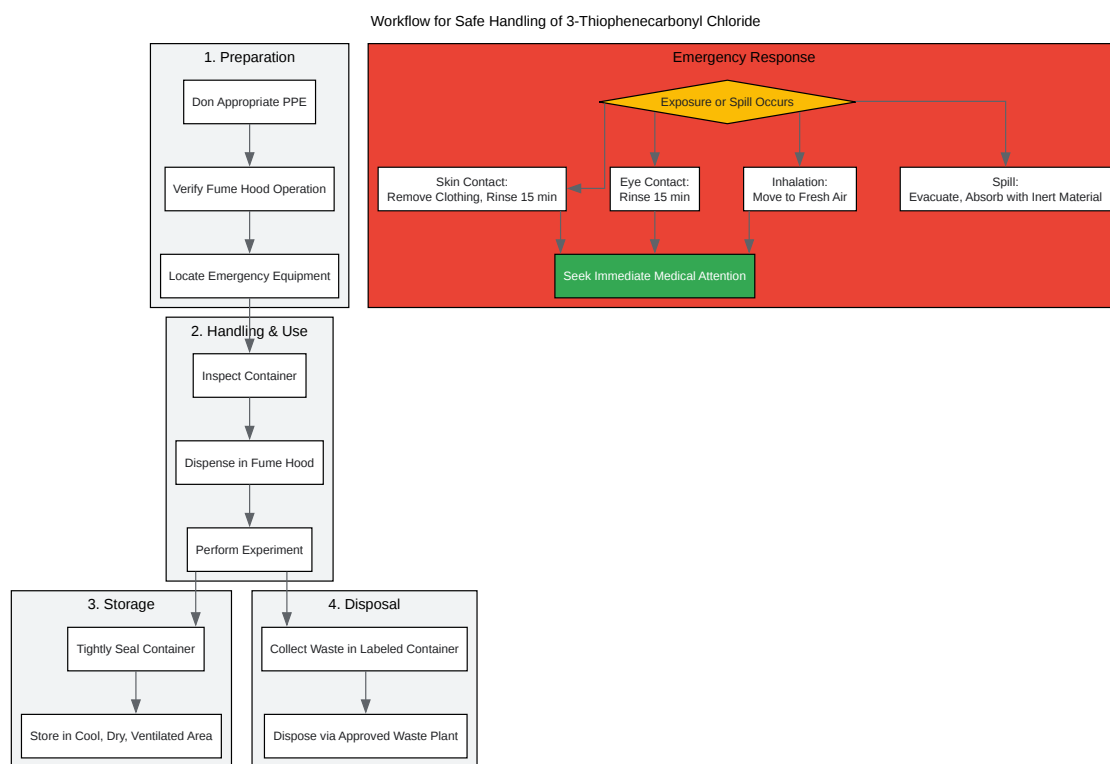 Workflow for Safe Handling of 3-Thiophenecarbonyl Chloride
1. Preparation
Don Appropriate PPE
Verify Fume Hood Operation
Locate Emergency Equipment
Emergency Response
Exposure or Spill Occurs
Skin Contact:
Remove Clothing, Rinse 15 min
Eye Contact:
Rinse 15 min
Inhalation:
Move to Fresh Air
Spill:
Evacuate, Absorb with Inert Material
Seek Immediate Medical Attention
2. Handling & Use
Inspect Container
Dispense in Fume Hood
Perform Experiment
3. Storage
Tightly Seal Container
Store in Cool, Dry, Ventilated Area
4. Disposal
Collect Waste in Labeled Container
Dispose via Approved Waste Plant